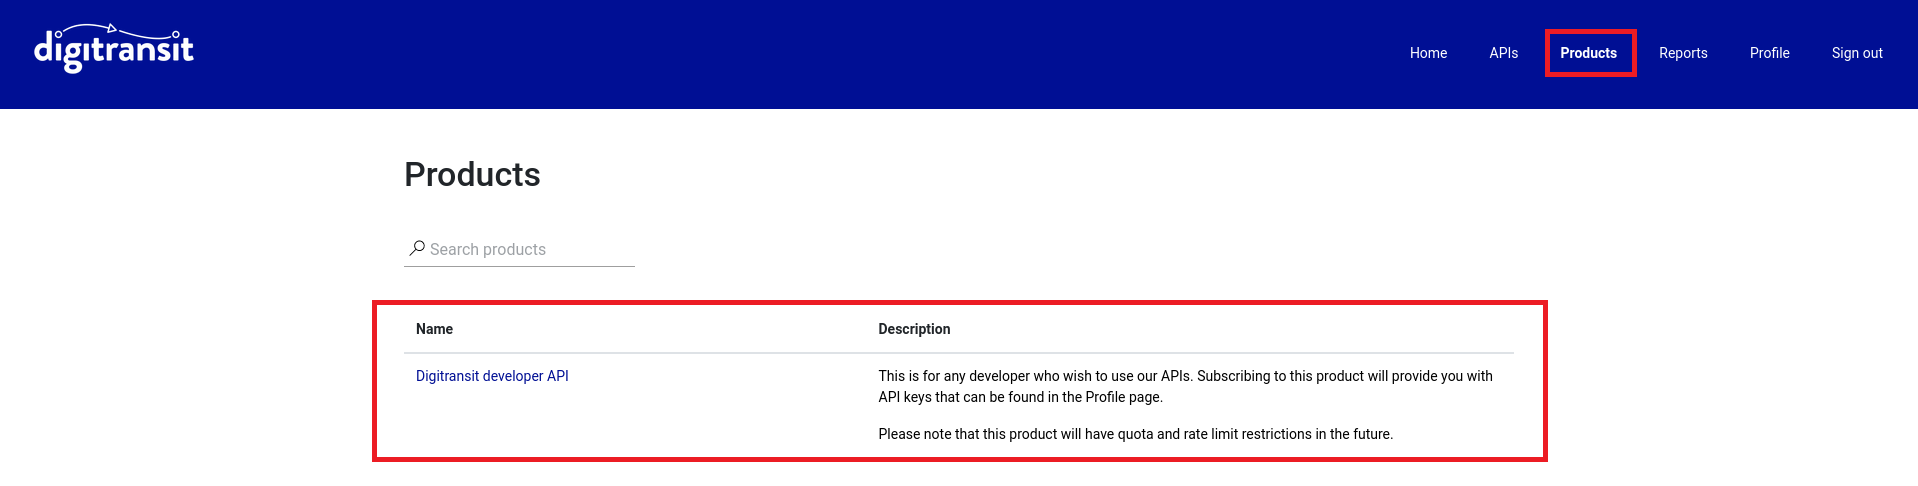 digitransit
Home APIs Products Reports Profile Sign out
Products
Search products
Name Description
Digitransit developer API This is for any developer who wish to use our APIs. Subscribing to this product will provide you with
API keys that can be found in the Profile page.
Please note that this product will have quota and rate limit restrictions in the future.